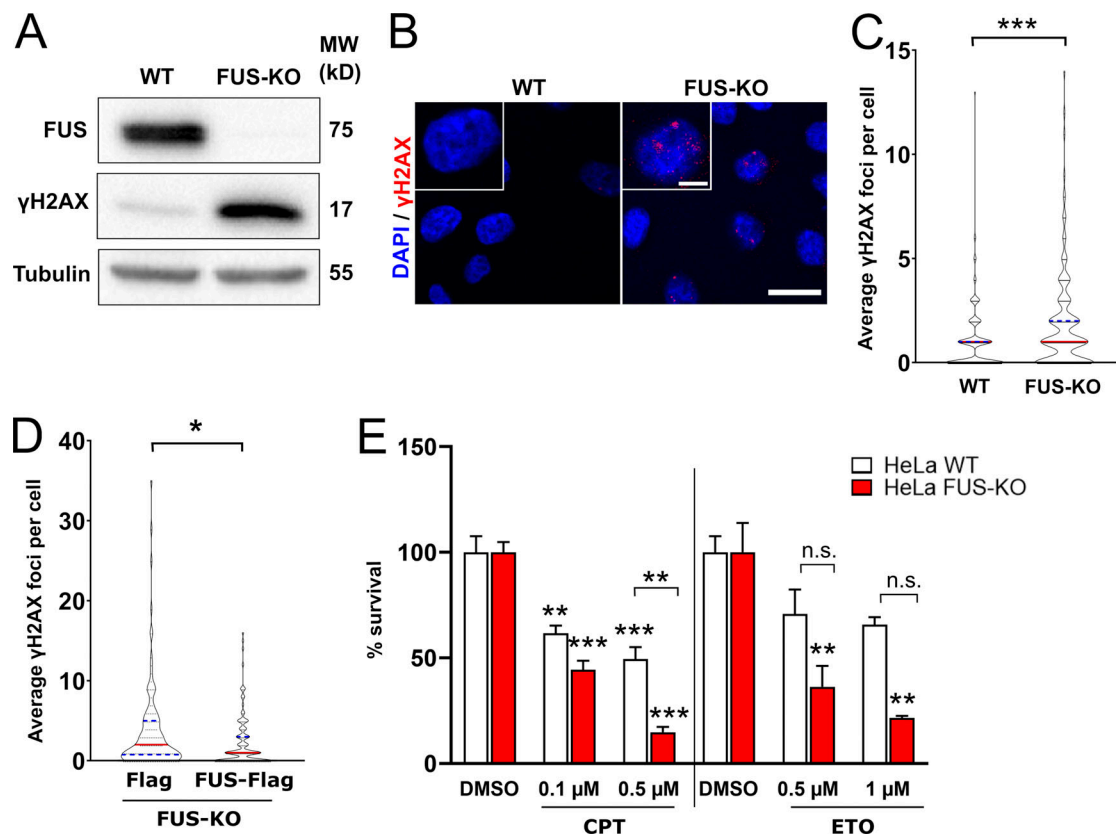 A
WT FUS-KO MW
(kD)
FUS 75
γH2AX 17
Tubulin 55
B
WT FUS-KO
DAPI / γH2AX
C
***
15
10
5
0
Average γH2AX foci per cell
WT FUS-KO
D
*
40
30
20
10
0
Average γH2AX foci per cell
Flag FUS-Flag
FUS-KO
E
150
100
50
0
% survival
HeLa WT
HeLa FUS-KO
** *** *** ** ***
n.s. n.s.
** **
DMSO 0.1 µM 0.5 µM DMSO 0.5 µM 1 µM
CPT ETO